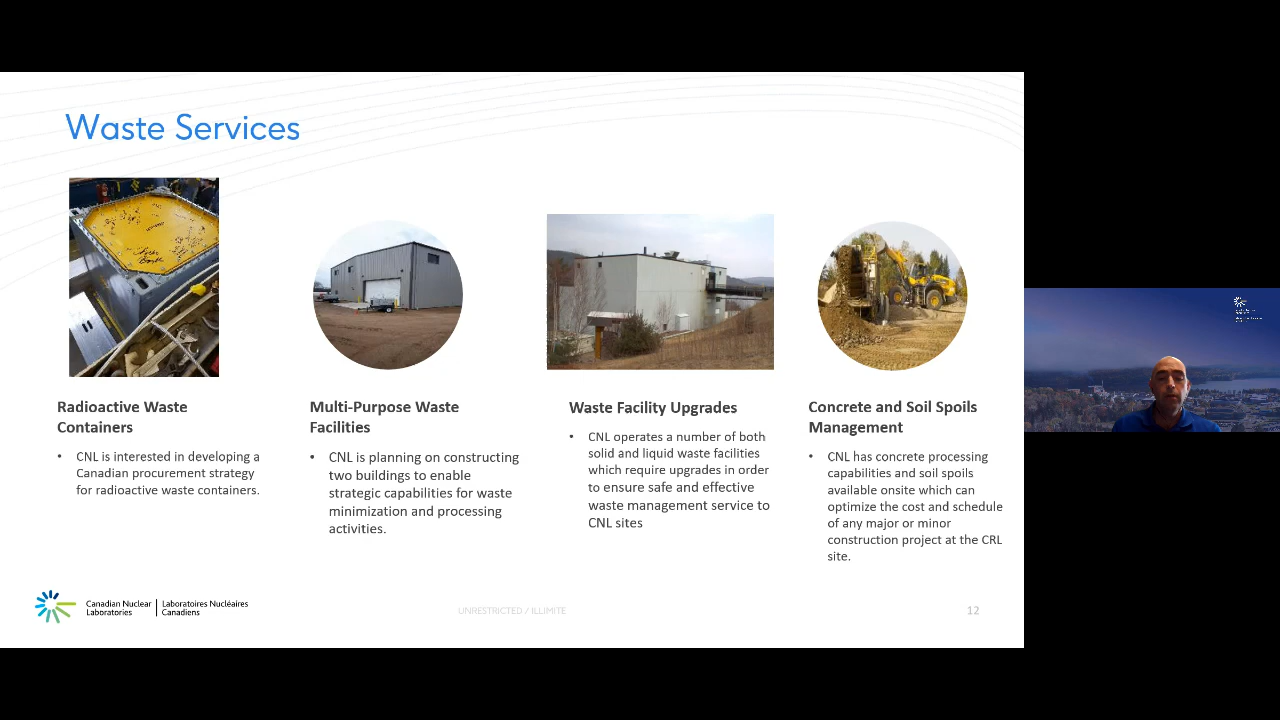 Waste Services
Radioactive Waste
Containers
• CNL is interested in developing a
Canadian procurement strategy
for radioactive waste containers.
Multi-Purpose Waste
Facilities
• CNL is planning on constructing
two buildings to enable
strategic capabilities for waste
minimization and processing
activities.
Waste Facility Upgrades
• CNL operates a number of both
solid and liquid waste facilities
which require upgrades in order
to ensure safe and effective
waste management service to
CNL sites
Concrete and Soil Spoils
Management
• CNL has concrete processing
capabilities and soil spoils
available onsite which can
optimize the cost and schedule
of any major or minor
construction project at the CRL
site.
Canadian Nuclear
Laboratories
Laboratoires Nucléaires
Canadiens
UNRESTRICTED / ILLIMITÉ
12